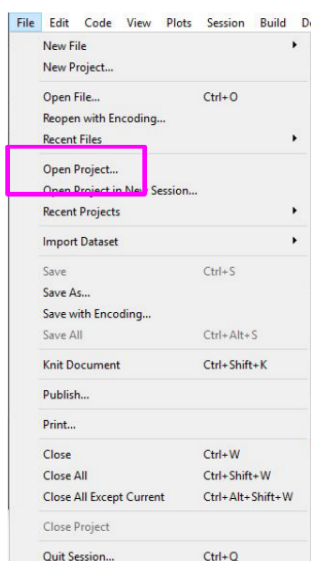 File Edit Code View Plots Session Build
New File
New Project...
Open File... Ctrl+O
Reopen with Encoding...
Recent Files
Open Project...
Open Project in New Session...
Recent Projects
Import Dataset
Save Ctrl+S
Save As...
Save with Encoding...
Save All Ctrl+Alt+S
Knit Document Ctrl+Shift+K
Publish...
Print...
Close Ctrl+W
Close All Ctrl+Shift+W
Close All Except Current Ctrl+Alt+Shift+W
Close Project
Quit Session... Ctrl+Q